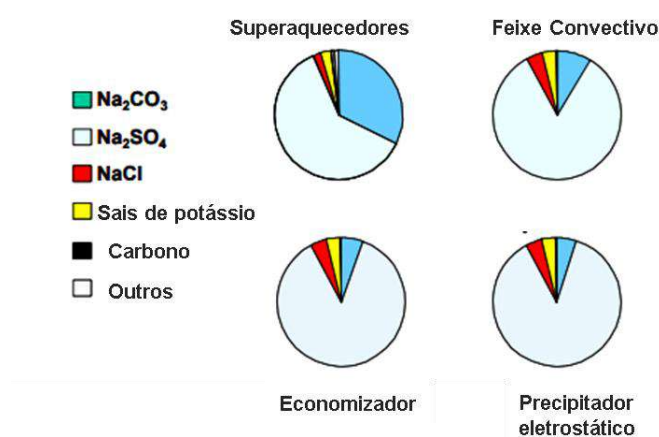 Superaquecedores
Feixe Convectivo
Na₂CO₃
Na₂SO₄
NaCl
Sais de potássio
Carbono
Outros
Economizador
Precipitador
eletrostático